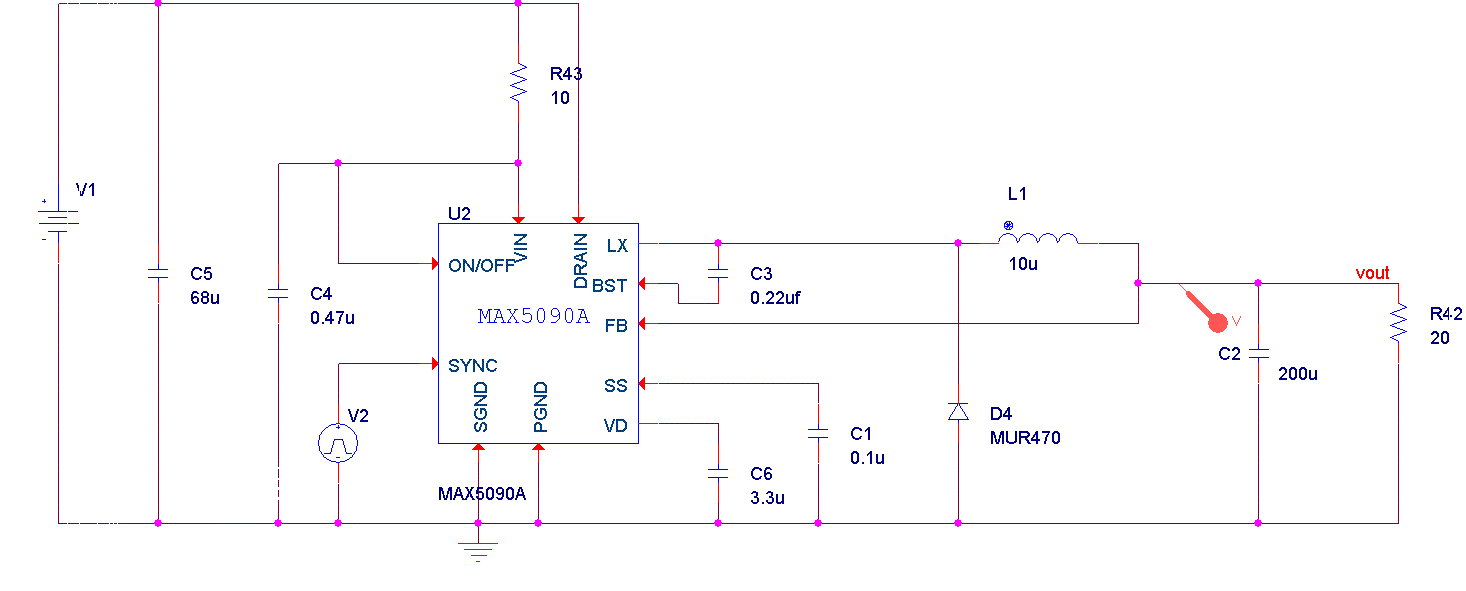 R43
10
V1
U2
VIN
DRAIN
LX
L1
ON/OFF
10u
C5
68u
BST
C3
0.22uf
vout
C4
0.47u
MAX5090A
FB
V
R42
20
C2
200u
SYNC
SS
V2
SGND
PGND
VD
D4
MUR470
C1
0.1u
MAX5090A
C6
3.3u